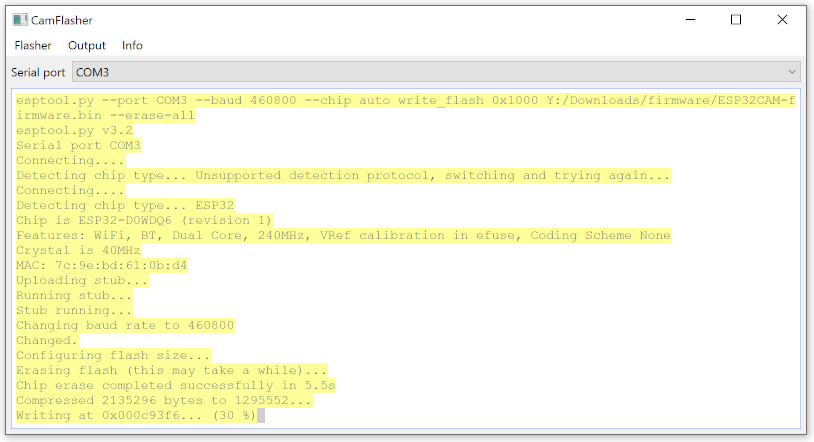 CamFlasher
Flasher Output Info
Serial port COM3
esptool.py --port COM3 --baud 460800 --chip auto write_flash 0x1000 Y:/Downloads/firmware/ESP32CAM-f
irmware.bin --erase-all
esptool.py v3.2
Serial port COM3
Connecting....
Detecting chip type... Unsupported detection protocol, switching and trying again...
Connecting....
Detecting chip type... ESP32
Chip is ESP32-D0WDQ6 (revision 1)
Features: WiFi, BT, Dual Core, 240MHz, VRef calibration in efuse, Coding Scheme None
Crystal is 40MHz
MAC: 7c:9e:bd:61:0b:d4
Uploading stub...
Running stub...
Stub running...
Changing baud rate to 460800
Changed.
Configuring flash size...
Erasing flash (this may take a while)...
Chip erase completed successfully in 5.5s
Compressed 2135296 bytes to 1295552...
Writing at 0x000c93f6... (30 %)